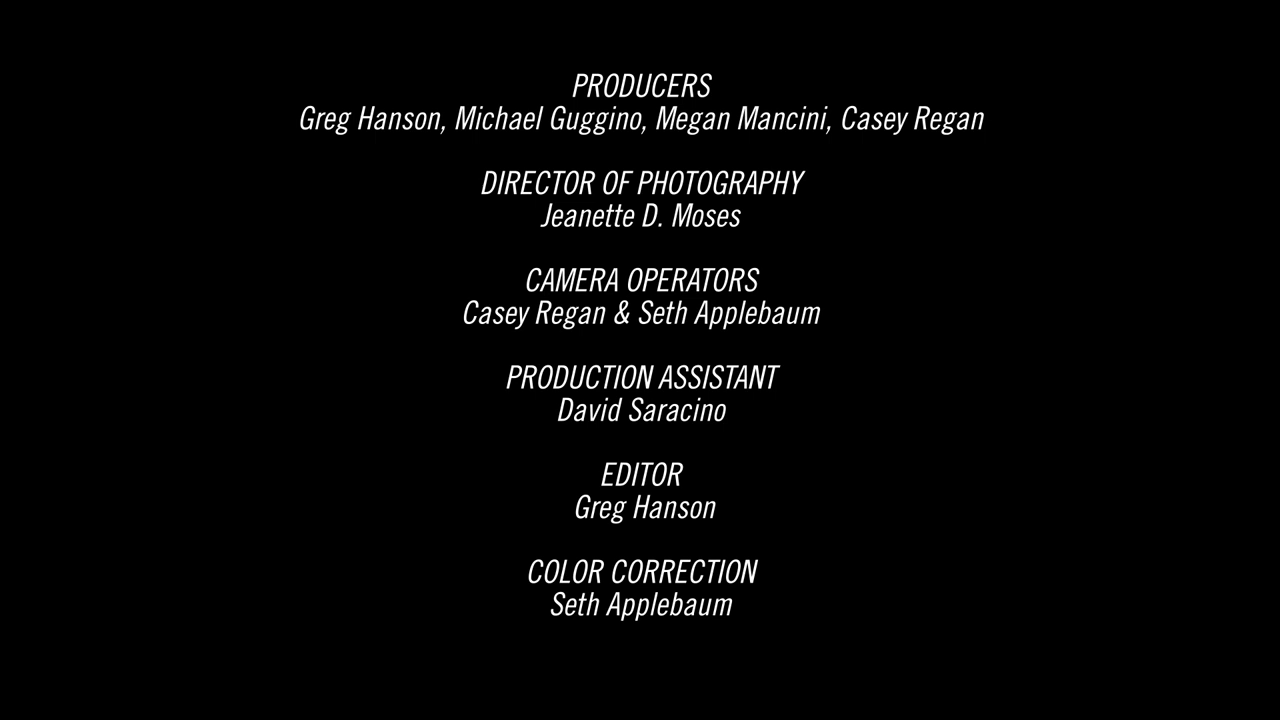 PRODUCERS
Greg Hanson, Michael Guggino, Megan Mancini, Casey Regan
DIRECTOR OF PHOTOGRAPHY
Jeanette D. Moses
CAMERA OPERATORS
Casey Regan & Seth Applebaum
PRODUCTION ASSISTANT
David Saracino
EDITOR
Greg Hanson
COLOR CORRECTION
Seth Applebaum